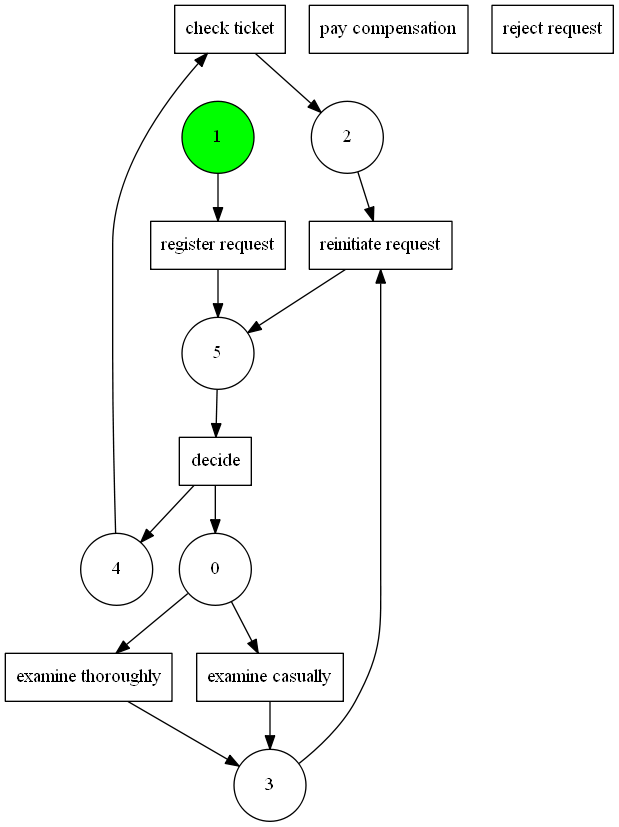 check ticket
pay compensation
reject request
1
2
register request
reinitiate request
5
decide
4
0
examine thoroughly
examine casually
3